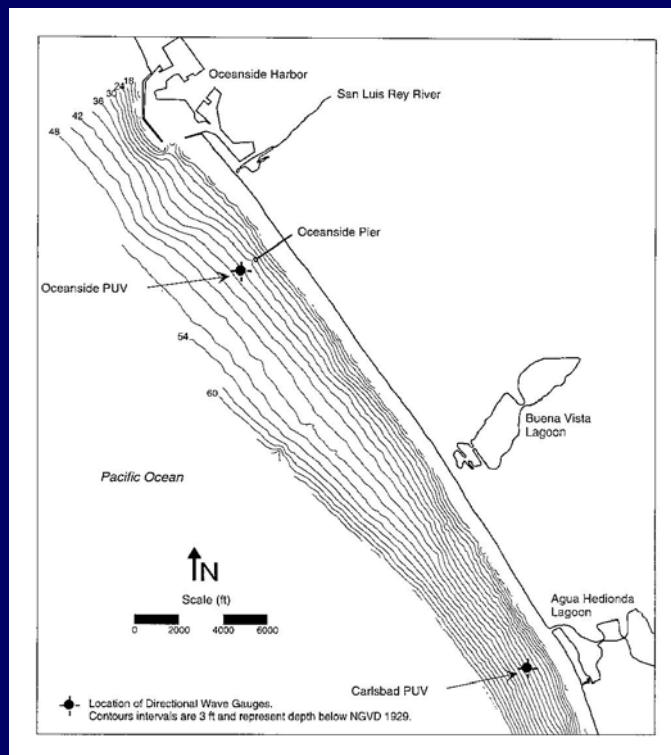 Oceanside Harbor
San Luis Rey River
18
24
30
36
42
48
Oceanside Pier
Oceanside PUV
54
60
Buena Vista
Lagoon
Pacific Ocean
N
Scale (ft)
0 2000 4000 6000
Agua Hedionda
Lagoon
Carlsbad PUV
Location of Directional Wave Gauges.
Contours intervals are 3 ft and represent depth below NGVD 1929.